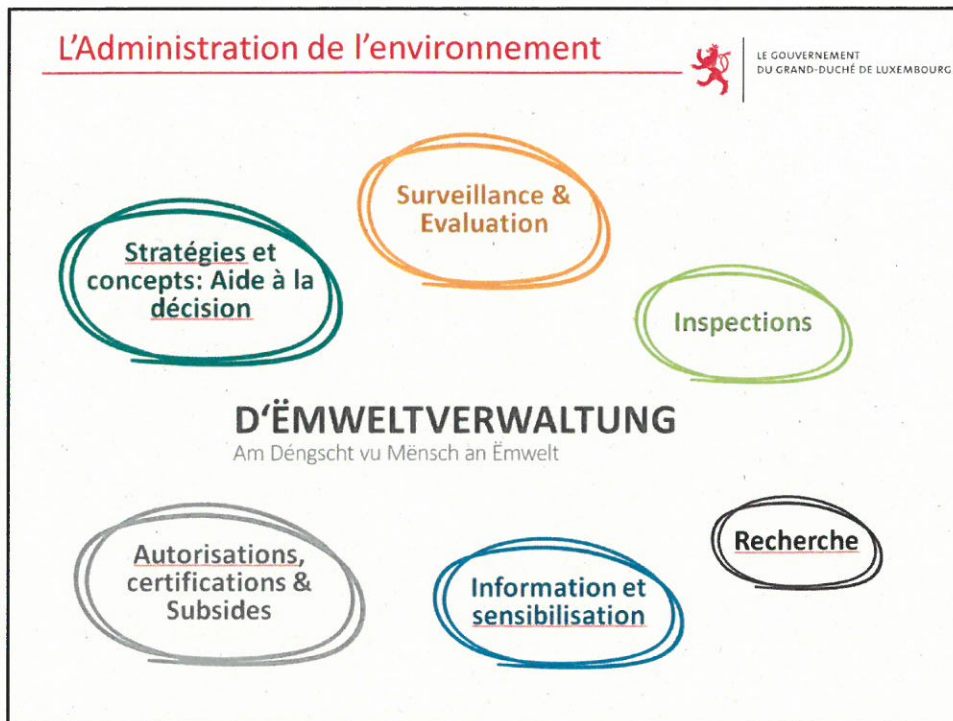 L'Administration de l'environnement
LE GOUVERNEMENT
DU GRAND-DUCHÉ DE LUXEMBOURG
Surveillance &
Evaluation
Stratégies et
concepts: Aide à la
décision
Inspections
D'ËMWELTVERWALTUNG
Am Déngscht vu Mënsch an Ëmwelt
Recherche
Autorisations,
certifications &
Subsides
Information et
sensibilisation